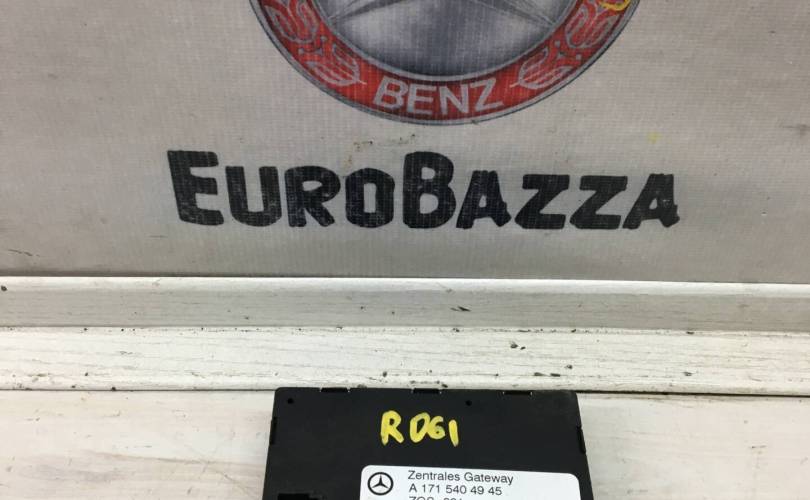 BENZ
EUROBAZZA
R061
Zentrales Gateway
A 171 540 49 45